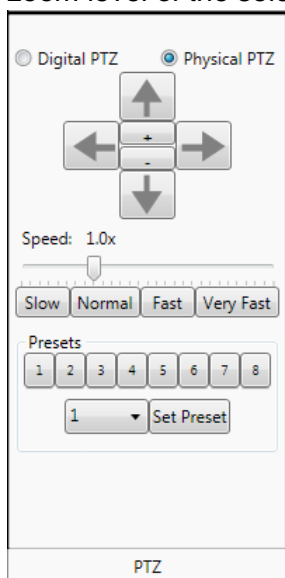 Digital PTZ Physical PTZ
+
-
Speed: 1.0x
Slow Normal Fast Very Fast
Presets
1 2 3 4 5 6 7 8
1 Set Preset
PTZ